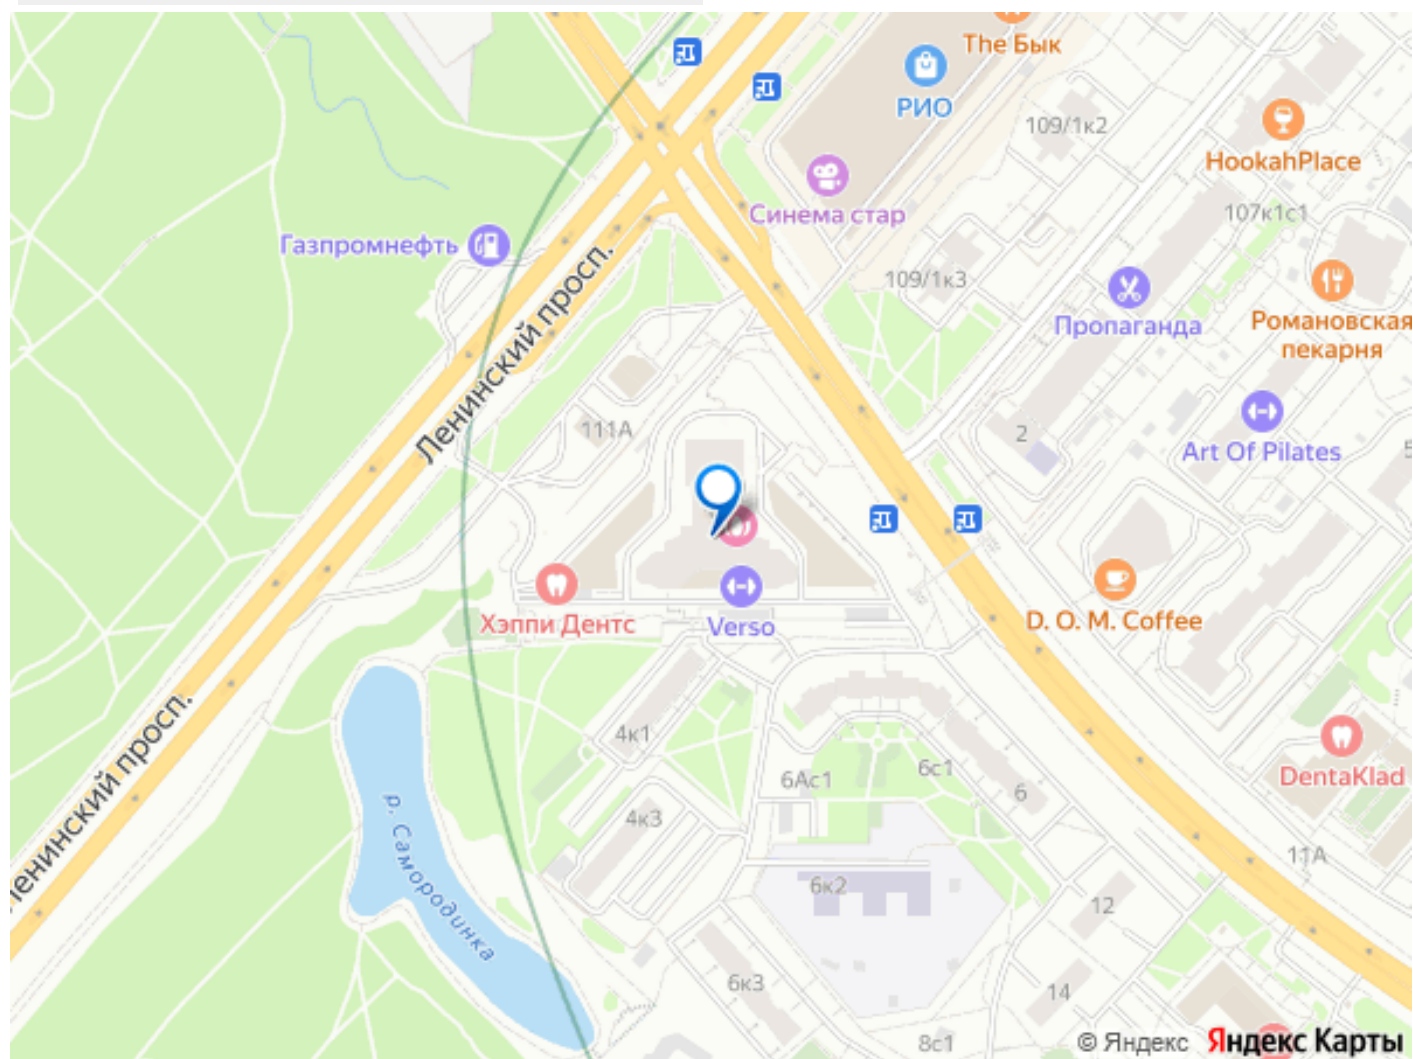 The Бык
РИО
109/1к2
HookahPlace
Синема стар
107к1с1
Газпромнефть
109/1к3
Пропаганда
Романовская
пекарня
Ленинский просп.
111А
2
Art Of Pilates
5
Хэппи Дентс
Verso
D. O. M. Coffee
Ленинский просп.
4к1
6Ас1
6с1
6
DentaKlad
р. Самородинка
4к3
11А
6к2
12
6к3
14
8с1
© Яндекс Яндекс Карты